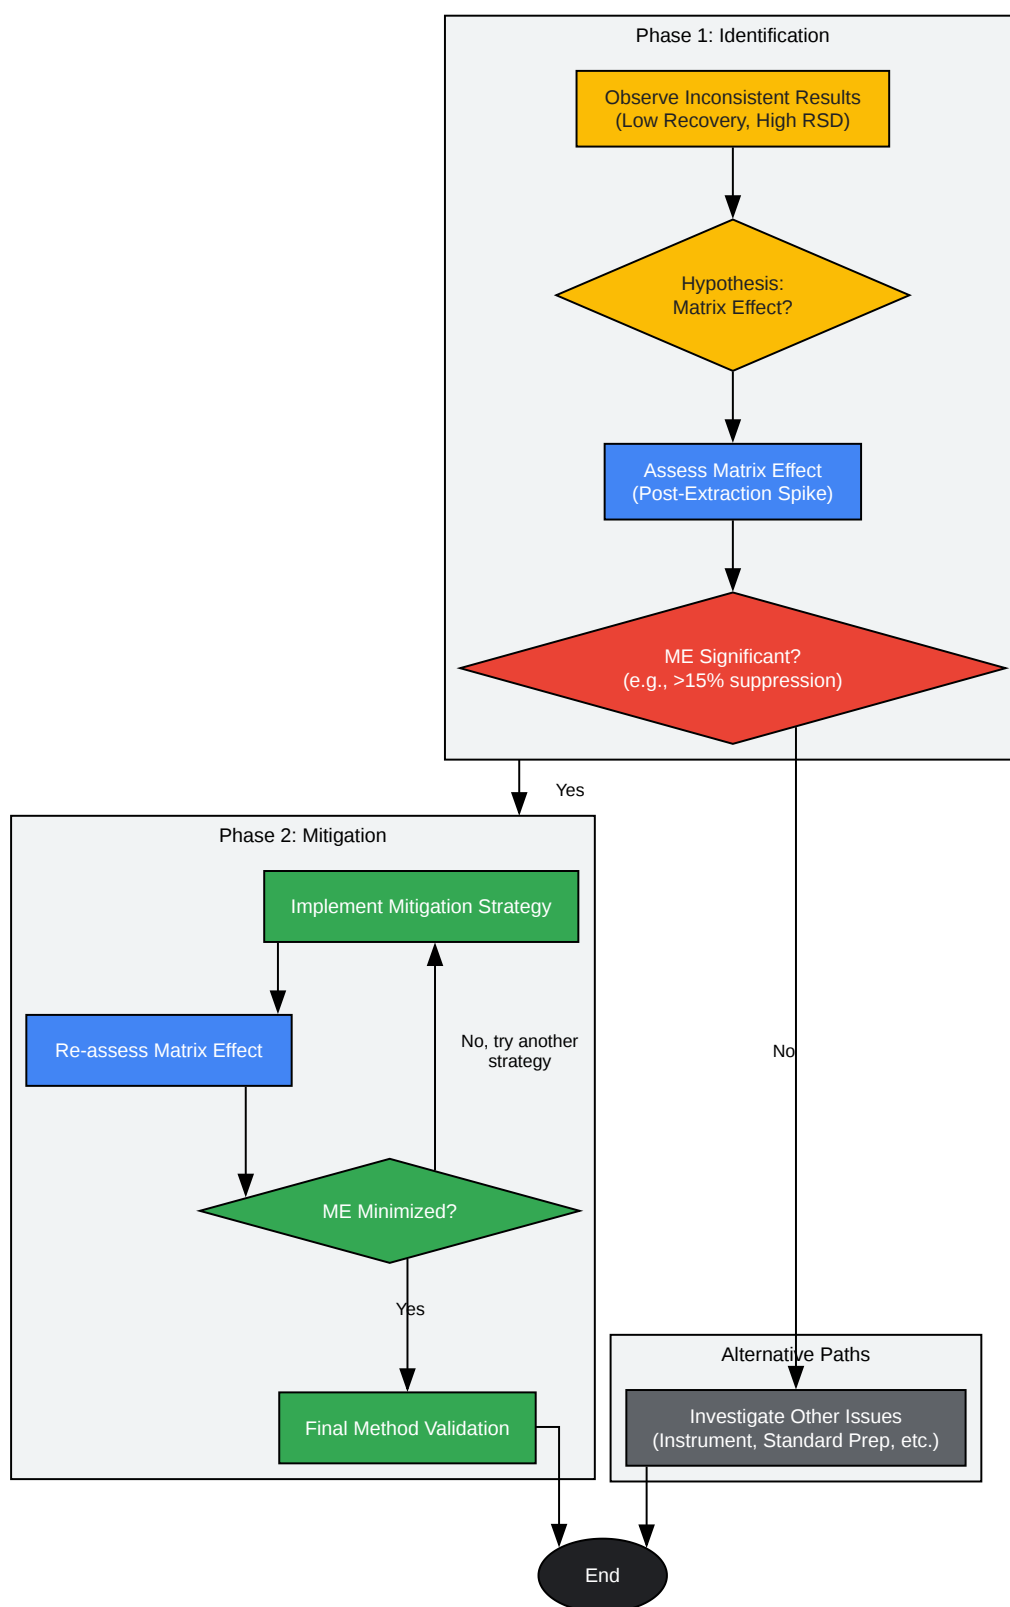 Phase 1: Identification
Observe Inconsistent Results
(Low Recovery, High RSD)
Hypothesis:
Matrix Effect?
Assess Matrix Effect
(Post-Extraction Spike)
ME Significant?
(e.g., >15% suppression)
Yes
Phase 2: Mitigation
Implement Mitigation Strategy
Re-assess Matrix Effect
No, try another
strategy
No
ME Minimized?
Yes
Alternative Paths
Final Method Validation
Investigate Other Issues
(Instrument, Standard Prep, etc.)
End